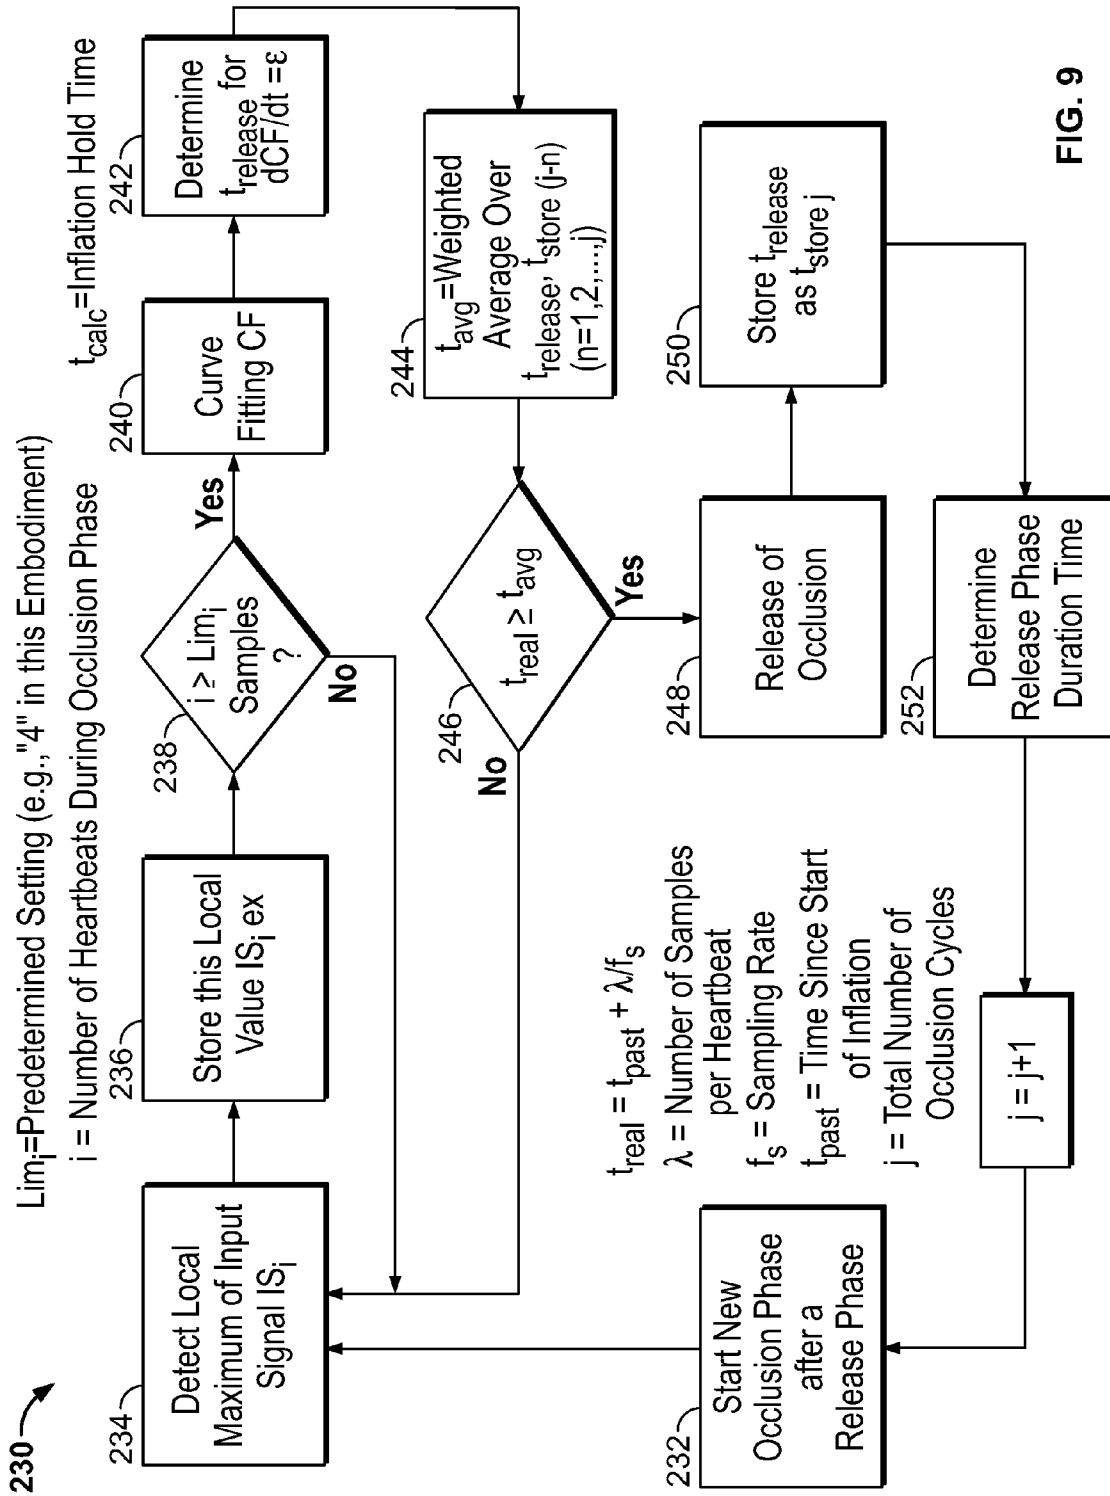 Lim_i=Predetermined Setting (e.g.,"4" in this Embodiment)
i = Number of Heartbeats During Occlusion Phase
t_calc=Inflation Hold Time
230
234
Detect Local
Maximum of Input
Signal IS_i
236
Store this Local
Value IS_i ex
238
i ≥ Lim_i
Samples
?
Yes
No
240
Curve
Fitting CF
242
Determine
t_release for
dCF/dt =ε
244
t_avg=Weighted
Average Over
t_release, t_store (j-n)
(n=1,2,...,j)
246
t_real ≥ t_avg
No
Yes
248
Release of
Occlusion
250
Store t_release
as t_store j
252
Determine
Release Phase
Duration Time
j = j+1
232
Start New
Occlusion Phase
after a
Release Phase
t_real = t_past + λ/f_s
λ = Number of Samples
per Heartbeat
f_s = Sampling Rate
t_past = Time Since Start
of Inflation
j = Total Number of
Occlusion Cycles
FIG. 9